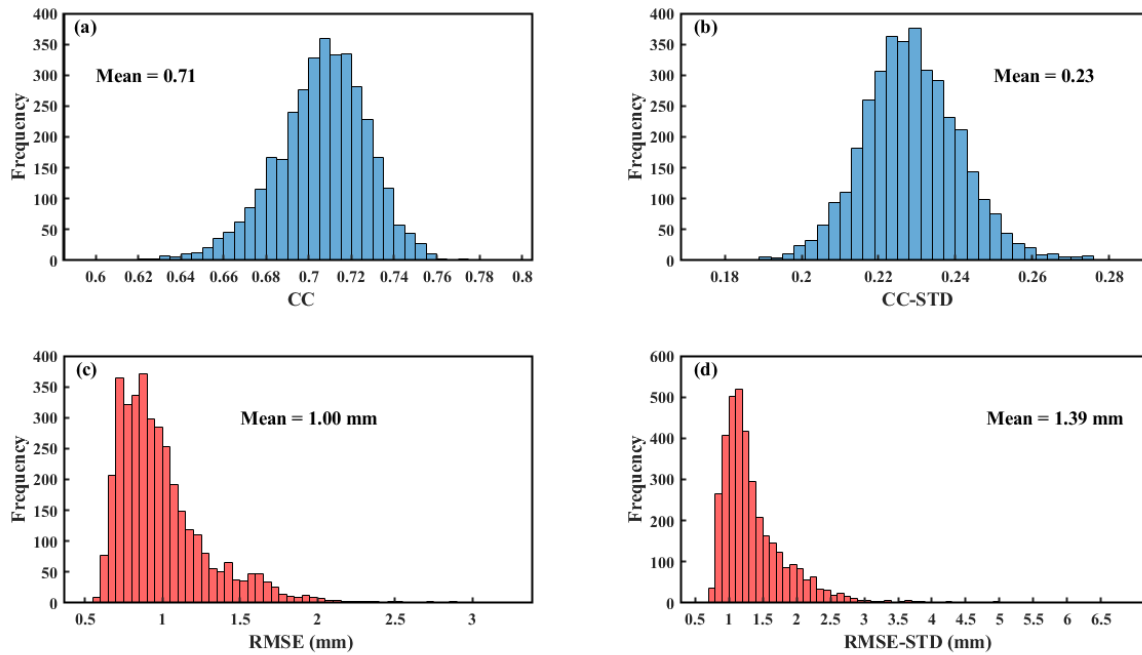 (a)
Mean = 0.71
Frequency
400
350
300
250
200
150
100
50
0
0.6 0.62 0.64 0.66 0.68 0.7 0.72 0.74 0.76 0.78 0.8
CC
(b)
Mean = 0.23
Frequency
400
350
300
250
200
150
100
50
0
0.18 0.2 0.22 0.24 0.26 0.28
CC-STD
(c)
Mean = 1.00 mm
Frequency
400
350
300
250
200
150
100
50
0
0.5 1 1.5 2 2.5 3
RMSE (mm)
(d)
Mean = 1.39 mm
Frequency
600
500
400
300
200
100
0
0.5 1 1.5 2 2.5 3 3.5 4 4.5 5 5.5 6 6.5
RMSE-STD (mm)